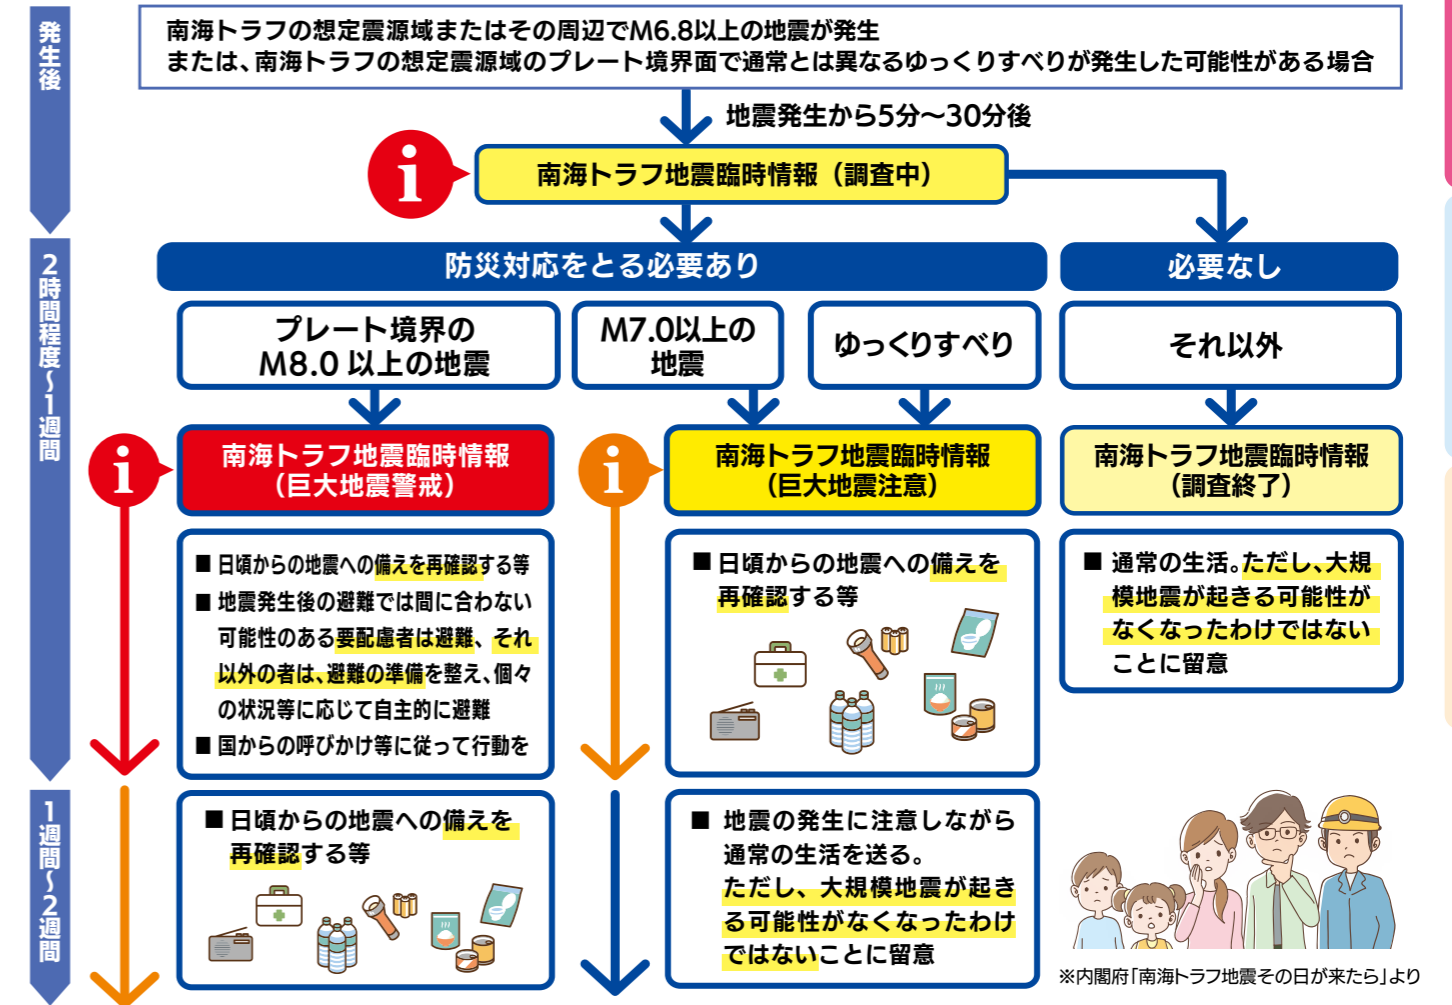 発生後
南海トラフの想定震源域またはその周辺でM6.8以上の地震が発生
または、南海トラフの想定震源域のプレート境界面で通常とは異なるゆっくりすべりが発生した可能性がある場合
地震発生から5分～30分後
i
南海トラフ地震臨時情報（調査中）
2時間程度～1週間
防災対応をとる必要あり
必要なし
プレート境界の
M8.0 以上の地震
M7.0以上の
地震
ゆっくりすべり
それ以外
i
南海トラフ地震臨時情報
（巨大地震警戒）
i
南海トラフ地震臨時情報
（巨大地震注意）
南海トラフ地震臨時情報
（調査終了）
■ 日頃からの地震への備えを再確認する等
■ 地震発生後の避難では間に合わない
可能性のある要配慮者は避難、それ
以外の者は、避難の準備を整え、個々
の状況等に応じて自主的に避難
■ 国からの呼びかけ等に従って行動を
■ 日頃からの地震への備えを
再確認する等
■ 通常の生活。ただし、大規
模地震が起きる可能性が
なくなったわけではない
ことに留意
1週間～2週間
■ 日頃からの地震への備えを
再確認する等
■ 地震の発生に注意しながら
通常の生活を送る。
ただし、大規模地震が起き
る可能性がなくなったわけ
ではないことに留意
※内閣府「南海トラフ地震その日が来たら」より